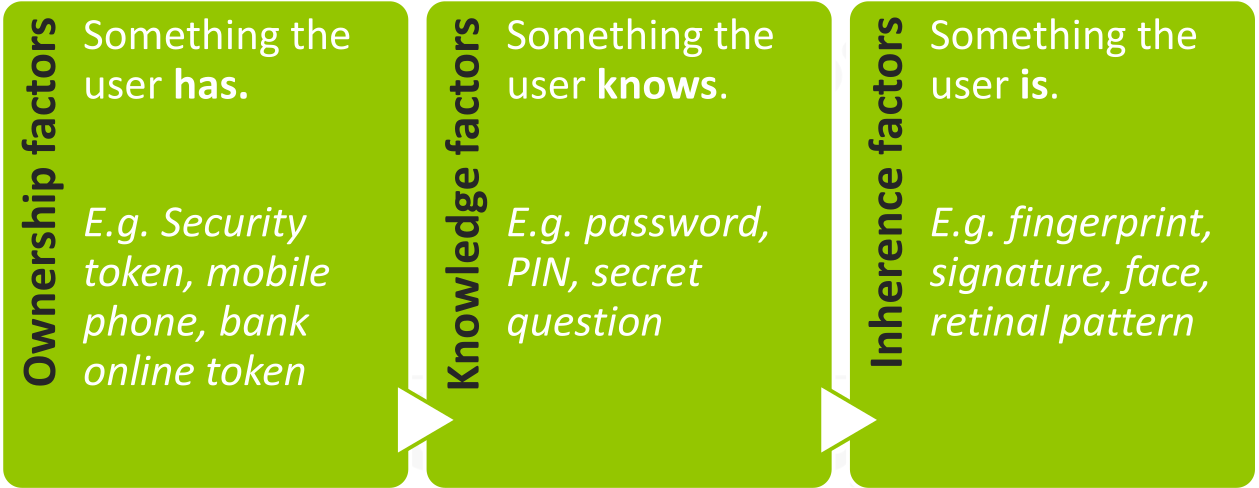 Ownership factors
Something the
user has.
E.g. Security
token, mobile
phone, bank
online token
Knowledge factors
Something the
user knows.
E.g. password,
PIN, secret
question
Inherence factors
Something the
user is.
E.g. fingerprint,
signature, face,
retinal pattern